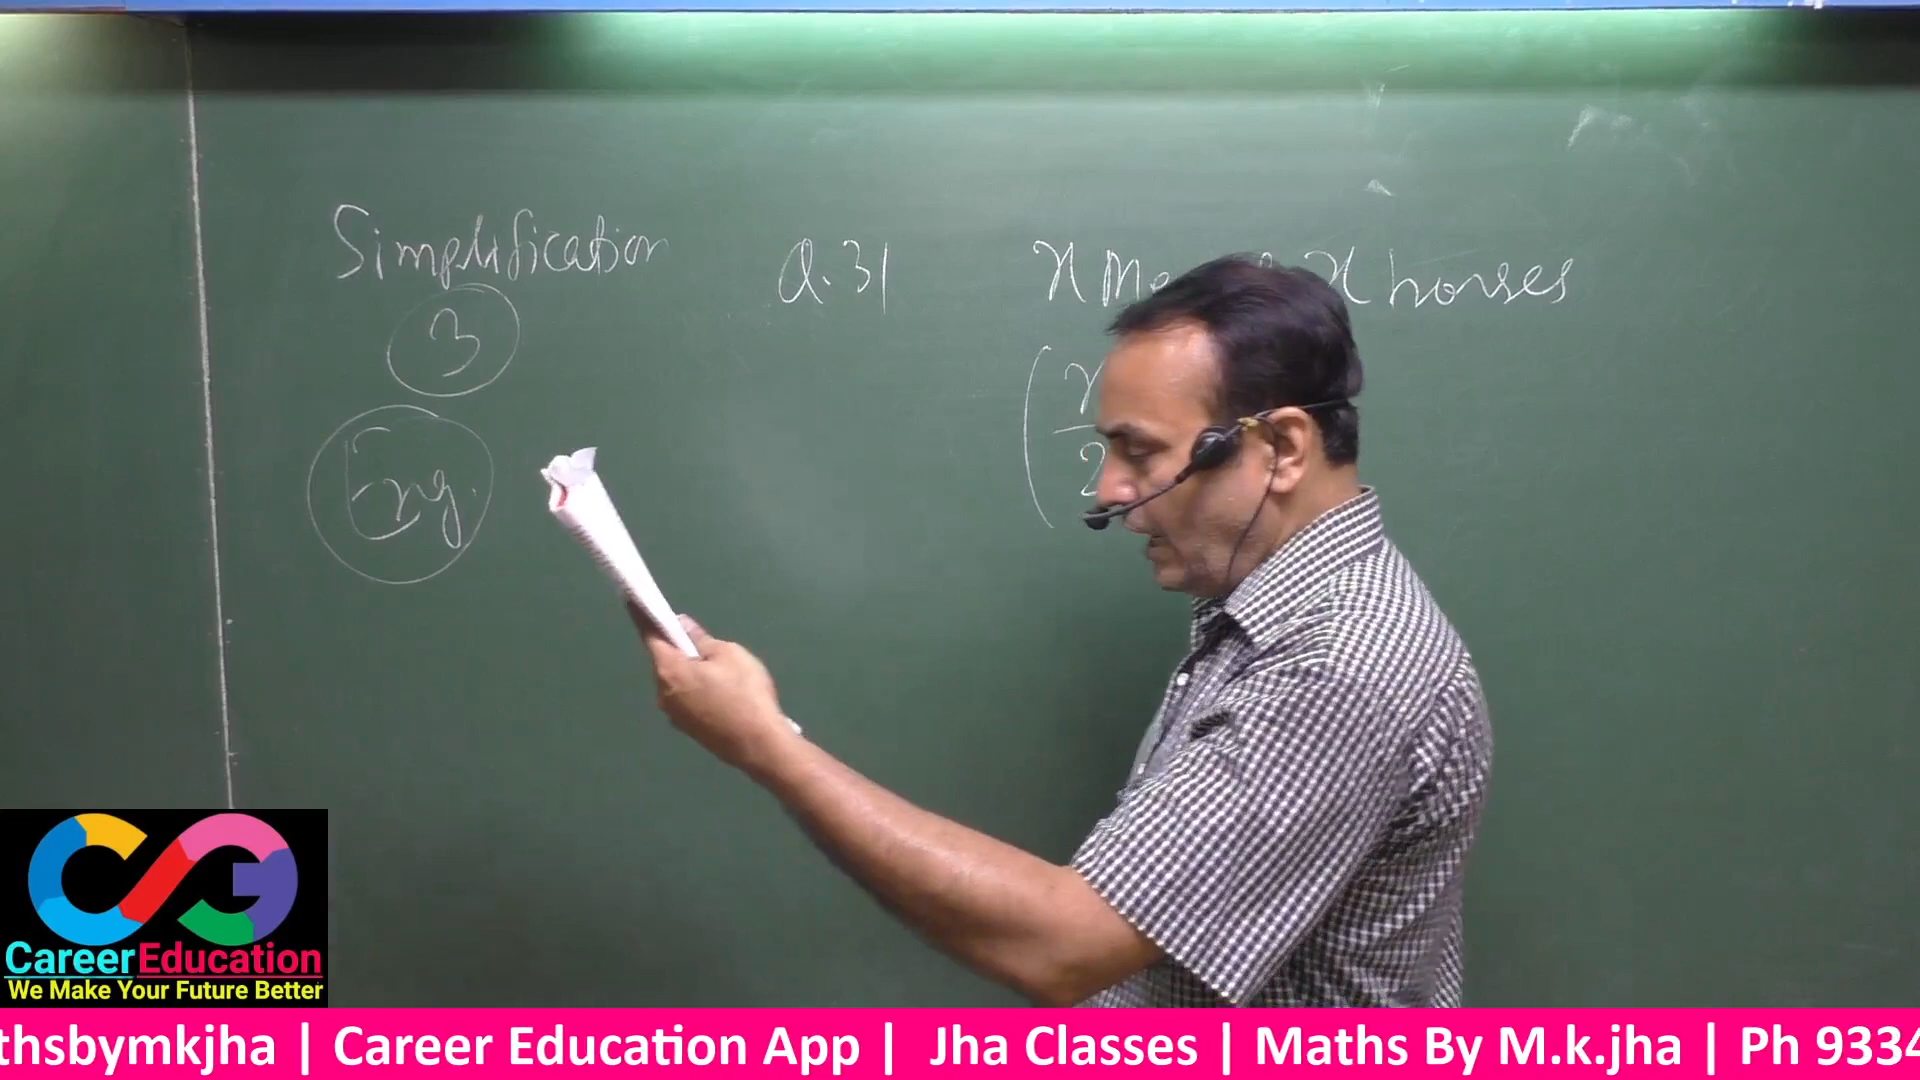 Simplification
3
Eng.
Q.31
x Me x horses
x
2
CareerEducation
We Make Your Future Better
thsbymkjha | Career Education App | Jha Classes | Maths By M.k.jha | Ph 9334